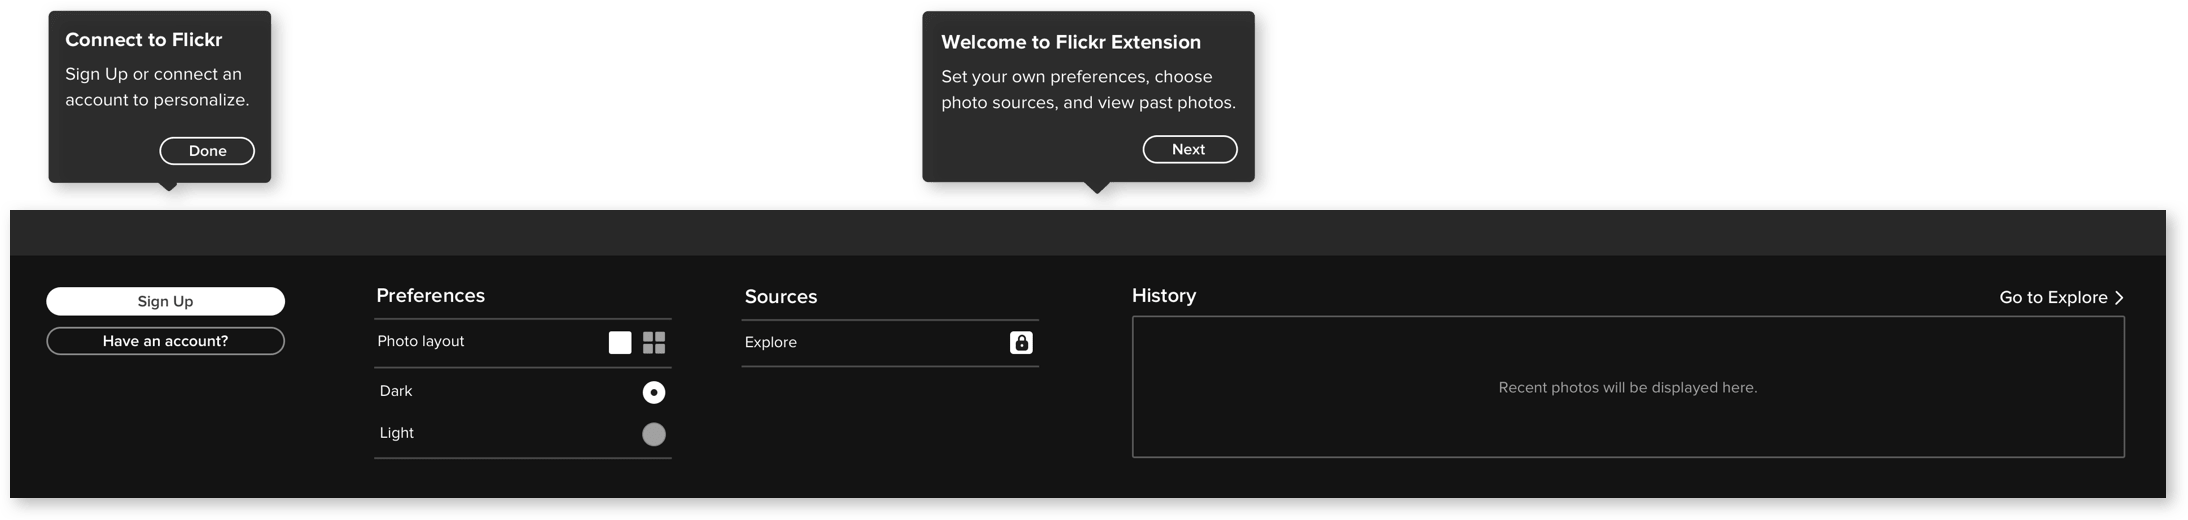 Connect to Flickr
Sign Up or connect an
account to personalize.
Done
Welcome to Flickr Extension
Set your own preferences, choose
photo sources, and view past photos.
Next
Sign Up
Have an account?
Preferences
Photo layout
Dark
Light
Sources
Explore
History
Go to Explore
Recent photos will be displayed here.